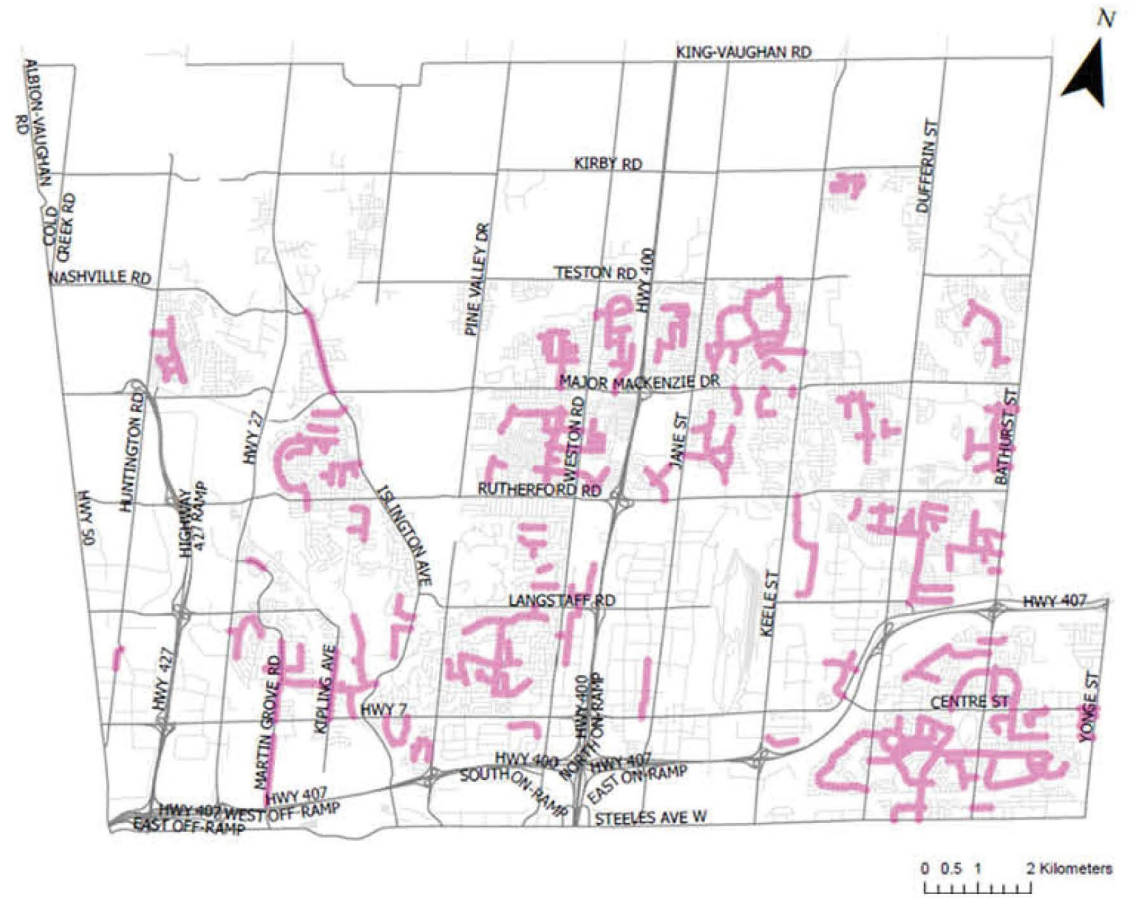 N
KING-VAUGHAN RD
ALBION-VAUGHAN
RD
KIRBY RD
DUFFERIN ST
COLD
CREEK RD
NASHVILLE RD
PINE VALLEY DR
TESTON RD
HWY 400
MAJOR MACKENZIE DR
HUNTINGTON RD
HWY 27
WESTON RD
JANE ST
BATHURST ST
RUTHERFORD RD
HWY 50
HIGHWAY
427 RAMP
ISLINGTON AVE
LANGSTAFF RD
KEELE ST
HWY 407
HWY 427
MARTIN GROVE RD
KIPLING AVE
HWY 7
HWY 400
NORTH ON-RAMP
CENTRE ST
YONGE ST
HWY 400
SOUTH ON-RAMP
HWY 407
EAST ON-RAMP
HWY 407
HWY 407 WEST OFF-RAMP
EAST OFF-RAMP
STEELES AVE W
0 0.5 1 2 Kilometers